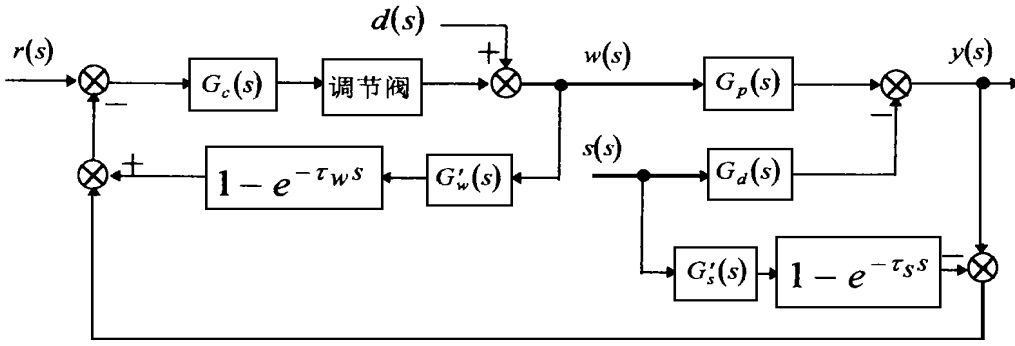 d(s)
r(s)
+
w(s)
y(s)
G_c(s)
调节阀
G_p(s)
−
−
s(s)
+
1 − e^{−τ_W s}
G'_w(s)
G_d(s)
G'_s(s)
1 − e^{−τ_S s}
−